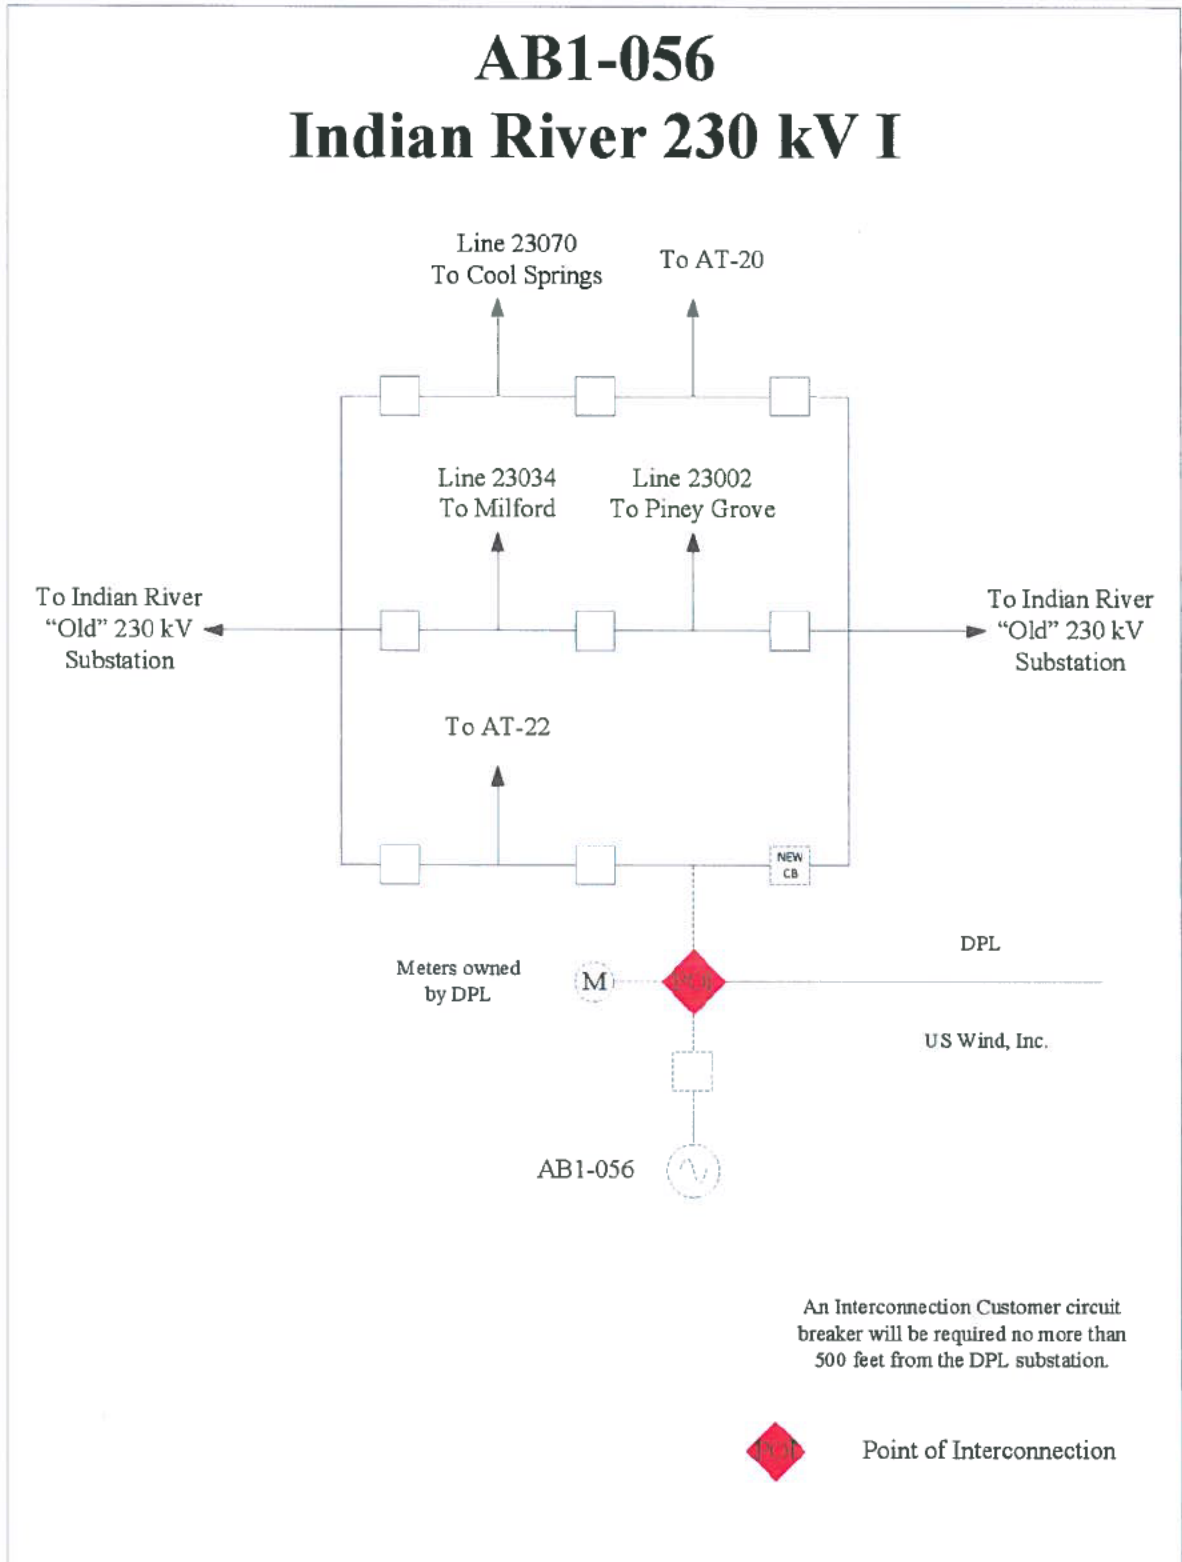 AB1-056
Indian River 230 kV I
Line 23070
To Cool Springs
To AT-20
Line 23034
To Milford
Line 23002
To Piney Grove
To Indian River
“Old” 230 kV
Substation
To Indian River
“Old” 230 kV
Substation
To AT-22
NEW
CB
DPL
Meters owned
by DPL
M
US Wind, Inc.
AB1-056
An Interconnection Customer circuit
breaker will be required no more than
500 feet from the DPL substation.
Point of Interconnection